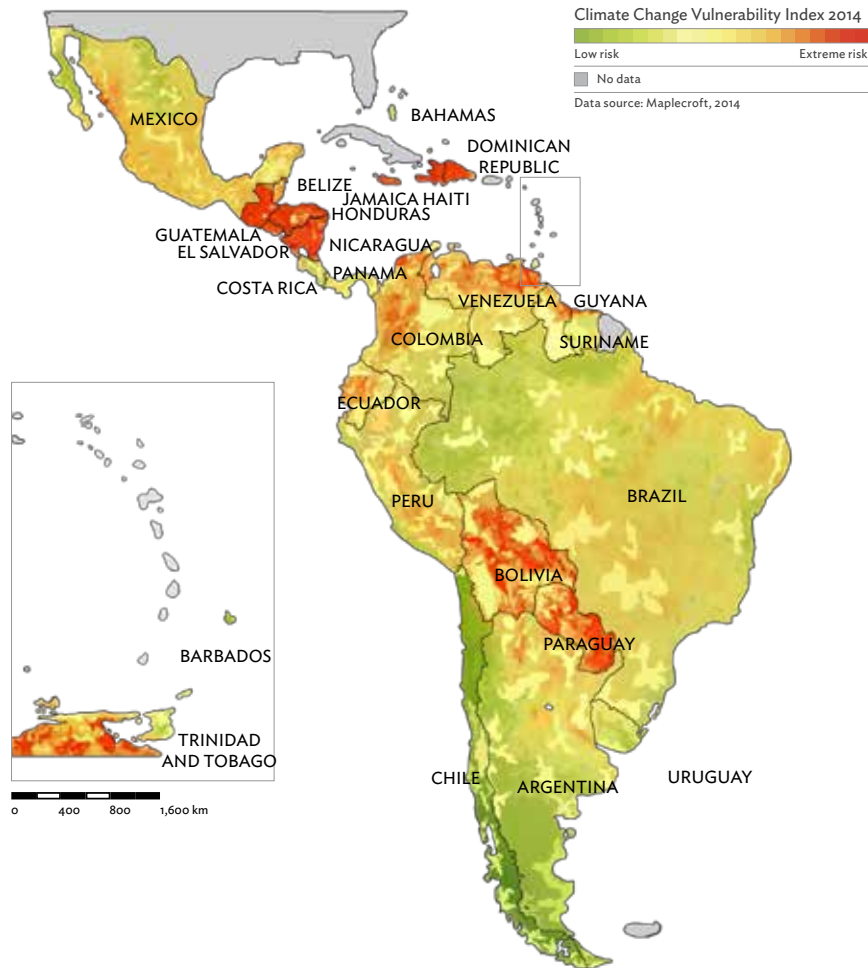 Climate Change Vulnerability Index 2014
Low risk Extreme risk
No data
Data source: Maplecroft, 2014
MEXICO
BAHAMAS
DOMINICAN
REPUBLIC
BELIZE
JAMAICA HAITI
HONDURAS
GUATEMALA
EL SALVADOR
NICARAGUA
PANAMA
COSTA RICA
VENEZUELA
GUYANA
COLOMBIA
SURINAME
ECUADOR
PERU
BRAZIL
BOLIVIA
PARAGUAY
BARBADOS
TRINIDAD
AND TOBAGO
CHILE
ARGENTINA
URUGUAY
0 400 800 1,600 km